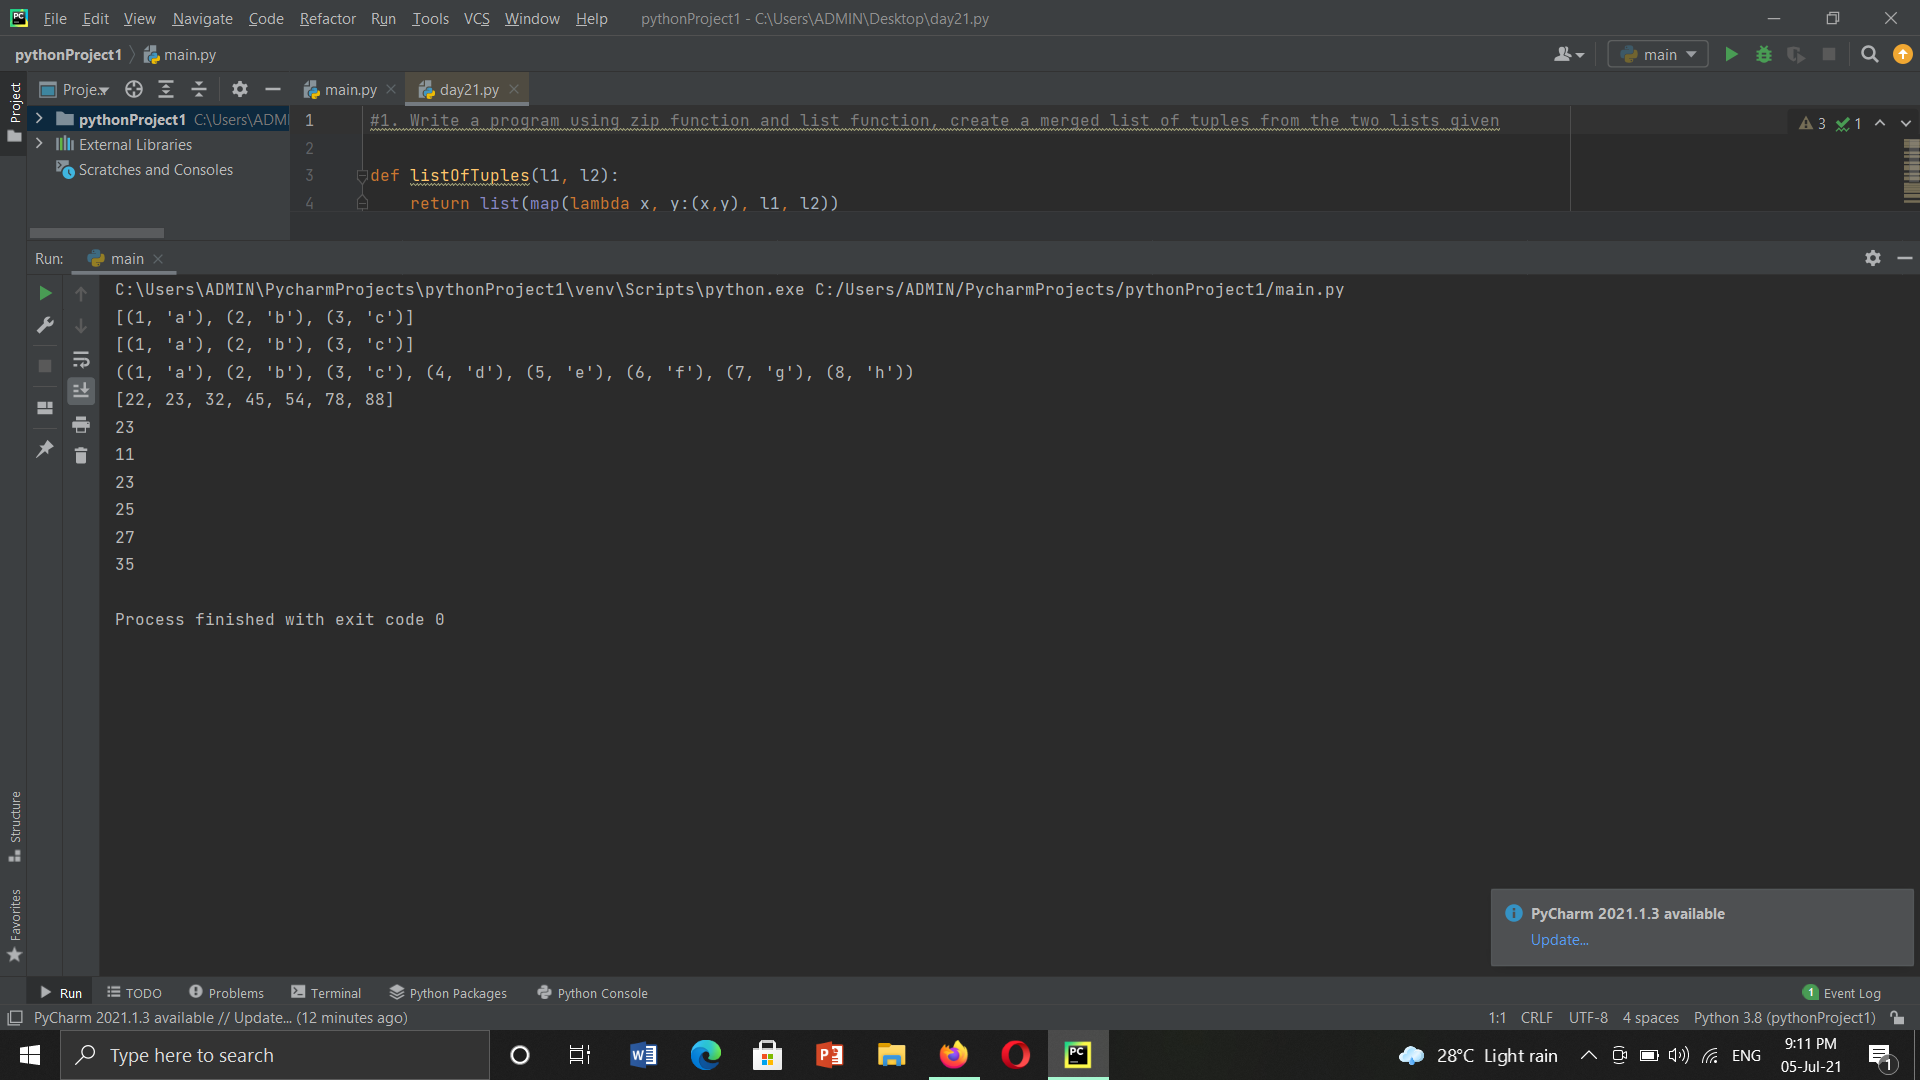 File Edit View Navigate Code Refactor Run Tools VCS Window Help pythonProject1 - C:\Users\ADMIN\Desktop\day21.py
pythonProject1 main.py main
Project
Proje... main.py day21.py
pythonProject1 C:\Users\ADMI
External Libraries
Scratches and Consoles
1 #1. Write a program using zip function and list function, create a merged list of tuples from the two lists given
2
3 def listOfTuples(l1, l2):
4 return list(map(lambda x, y:(x,y), l1, l2))
3 1
Run: main
C:\Users\ADMIN\PycharmProjects\pythonProject1\venv\Scripts\python.exe C:/Users/ADMIN/PycharmProjects/pythonProject1/main.py
[(1, 'a'), (2, 'b'), (3, 'c')]
[(1, 'a'), (2, 'b'), (3, 'c')]
((1, 'a'), (2, 'b'), (3, 'c'), (4, 'd'), (5, 'e'), (6, 'f'), (7, 'g'), (8, 'h'))
[22, 23, 32, 45, 54, 78, 88]
23
11
23
25
27
35
Process finished with exit code 0
Structure
Favorites
PyCharm 2021.1.3 available
Update...
Run TODO Problems Terminal Python Packages Python Console 1 Event Log
PyCharm 2021.1.3 available // Update... (12 minutes ago) 1:1 CRLF UTF-8 4 spaces Python 3.8 (pythonProject1)
Type here to search 28°C Light rain ENG 9:11 PM
05-Jul-21 1